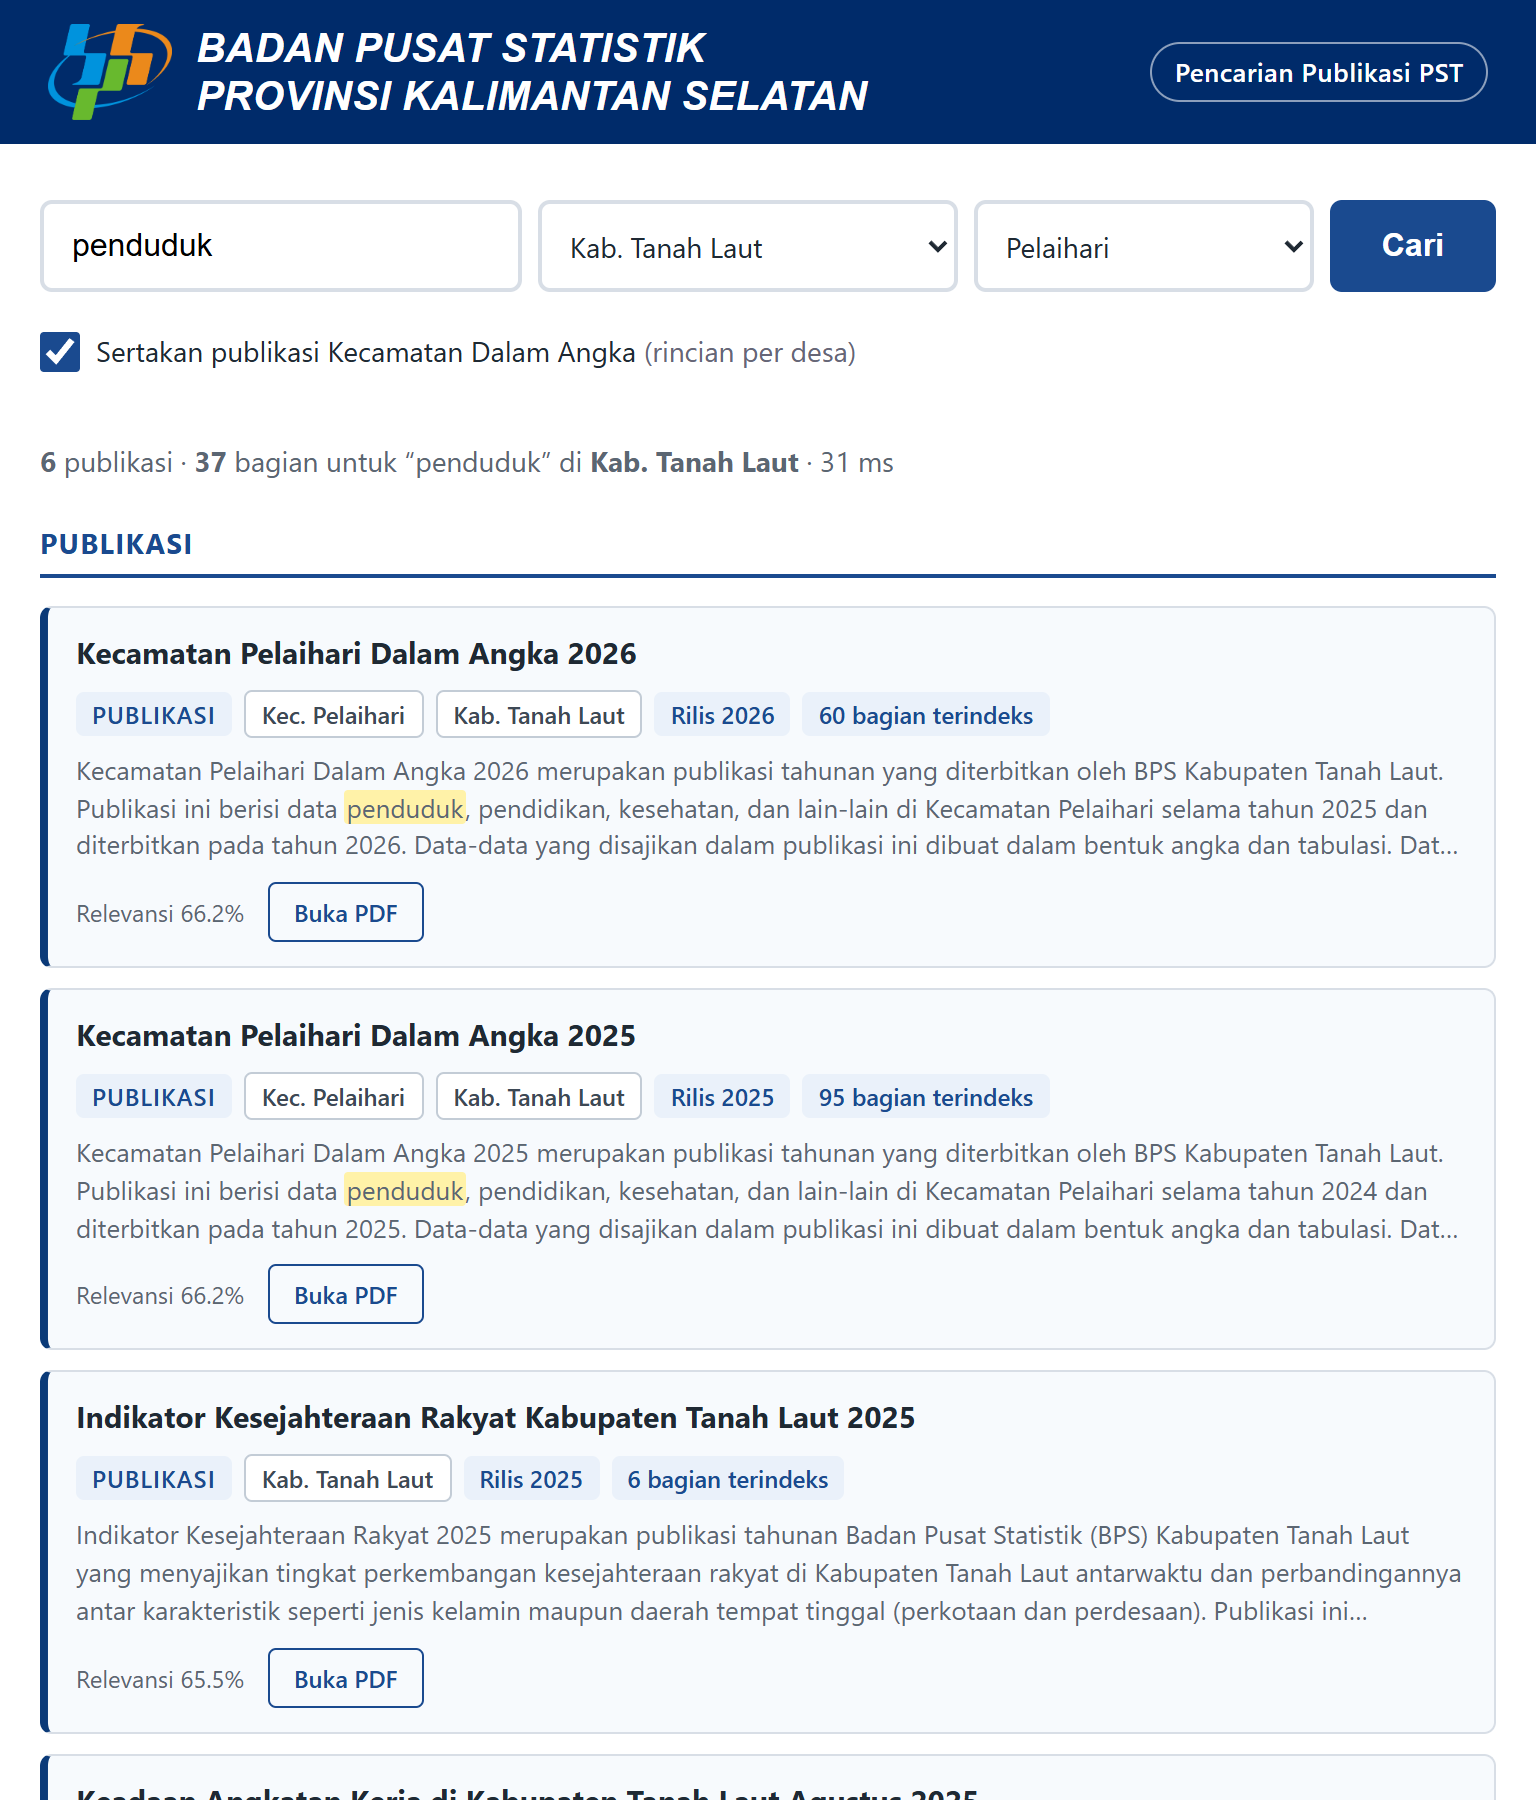 BADAN PUSAT STATISTIK
PROVINSI KALIMANTAN SELATAN
Pencarian Publikasi PST
penduduk
Kab. Tanah Laut
Pelaihari
Cari
Sertakan publikasi Kecamatan Dalam Angka (rincian per desa)
6 publikasi · 37 bagian untuk “penduduk” di Kab. Tanah Laut · 31 ms
PUBLIKASI
Kecamatan Pelaihari Dalam Angka 2026
PUBLIKASI Kec. Pelaihari Kab. Tanah Laut Rilis 2026 60 bagian terindeks
Kecamatan Pelaihari Dalam Angka 2026 merupakan publikasi tahunan yang diterbitkan oleh BPS Kabupaten Tanah Laut.
Publikasi ini berisi data penduduk, pendidikan, kesehatan, dan lain-lain di Kecamatan Pelaihari selama tahun 2025 dan
diterbitkan pada tahun 2026. Data-data yang disajikan dalam publikasi ini dibuat dalam bentuk angka dan tabulasi. Dat...
Relevansi 66.2% Buka PDF
Kecamatan Pelaihari Dalam Angka 2025
PUBLIKASI Kec. Pelaihari Kab. Tanah Laut Rilis 2025 95 bagian terindeks
Kecamatan Pelaihari Dalam Angka 2025 merupakan publikasi tahunan yang diterbitkan oleh BPS Kabupaten Tanah Laut.
Publikasi ini berisi data penduduk, pendidikan, kesehatan, dan lain-lain di Kecamatan Pelaihari selama tahun 2024 dan
diterbitkan pada tahun 2025. Data-data yang disajikan dalam publikasi ini dibuat dalam bentuk angka dan tabulasi. Dat...
Relevansi 66.2% Buka PDF
Indikator Kesejahteraan Rakyat Kabupaten Tanah Laut 2025
PUBLIKASI Kab. Tanah Laut Rilis 2025 6 bagian terindeks
Indikator Kesejahteraan Rakyat 2025 merupakan publikasi tahunan Badan Pusat Statistik (BPS) Kabupaten Tanah Laut
yang menyajikan tingkat perkembangan kesejahteraan rakyat di Kabupaten Tanah Laut antarwaktu dan perbandingannya
antar karakteristik seperti jenis kelamin maupun daerah tempat tinggal (perkotaan dan perdesaan). Publikasi ini...
Relevansi 65.5% Buka PDF
Keadaan Angkatan Kerja di Kabupaten Tanah Laut Agustus 2025